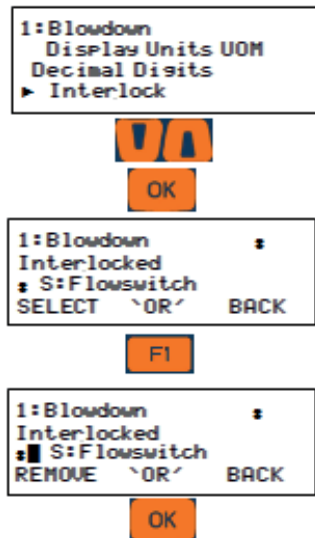 1:Blowdown
Display Units UOM
Decimal Digits
► Interlock
OK
1:Blowdown ↕
Interlocked
↕ S:Flowswitch
SELECT `OR´ BACK
F1
1:Blowdown ↕
Interlocked
↕█ S:Flowswitch
REMOVE `OR´ BACK
OK